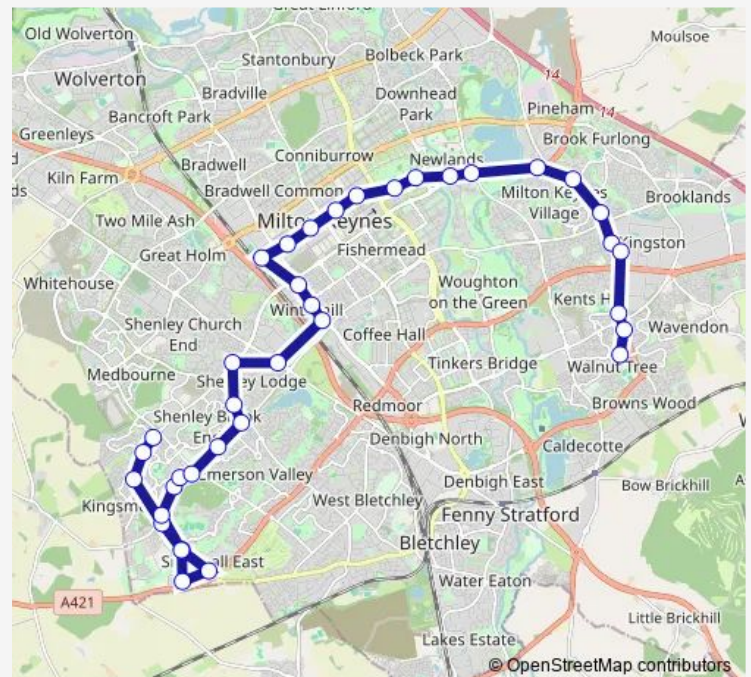 Great Linford
Old Wolverton
Moulsoe
Stantonbury
Bolbeck Park
Wolverton
14
Bradville
Downhead
Park
Pineham
14
Bancroft Park
Greenleys
Brook Furlong
Conniburrow
Newlands
Bradwell
Kiln Farm
Bradwell Common
Milton Keynes
Village
Brooklands
Two Mile Ash
Milton Keynes
Kingston
Great Holm
Fishermead
Whitehouse
Woughton
on the Green
Kents H
Shenley Church
End
Coffee Hall
Wavendon
Medbourne
Tinkers Bridge
Walnut Tree
Shenley Lodge
Redmoor
Browns Wood
Shenley Brook
End
Denbigh North
Caldecotte
Emerson Valley
Denbigh East
Bow Brickhill
West Bletchley
Kingsm
Fenny Stratford
Bletchley
Water Eaton
A421
Little Brickhill
Lakes Estate
© OpenStreetMap contributors